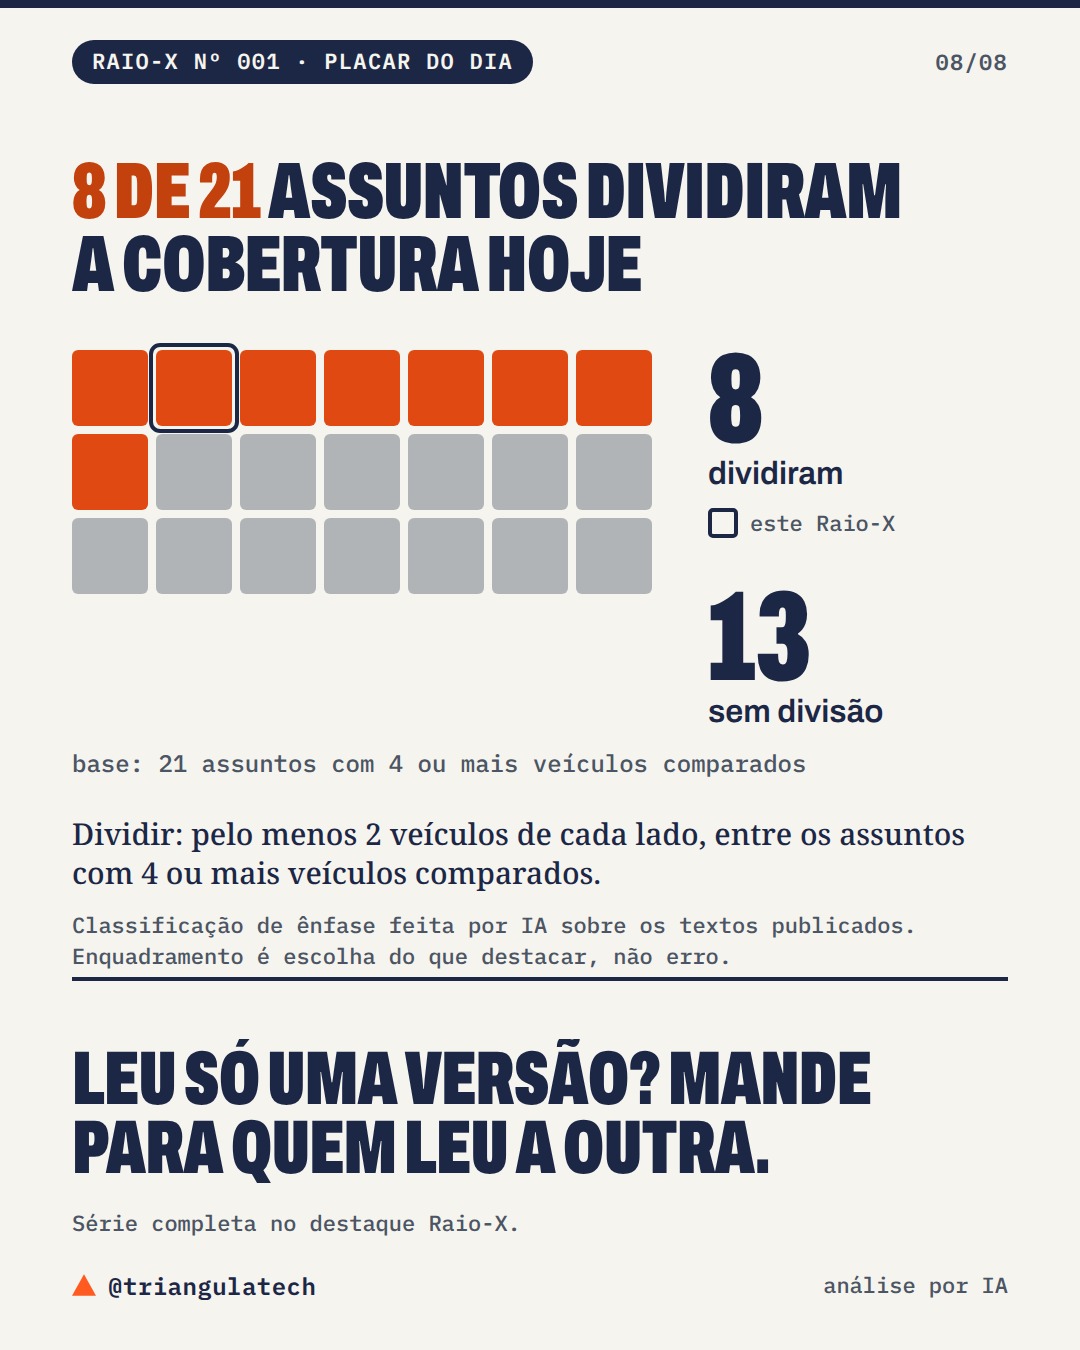 RAIO-X Nº 001 · PLACAR DO DIA
08/08
8 DE 21 ASSUNTOS DIVIDIRAM
A COBERTURA HOJE
8
dividiram
este Raio-X
13
sem divisão
base: 21 assuntos com 4 ou mais veículos comparados
Dividir: pelo menos 2 veículos de cada lado, entre os assuntos
com 4 ou mais veículos comparados.
Classificação de ênfase feita por IA sobre os textos publicados.
Enquadramento é escolha do que destacar, não erro.
LEU SÓ UMA VERSÃO? MANDE
PARA QUEM LEU A OUTRA.
Série completa no destaque Raio-X.
@triangulatech
análise por IA